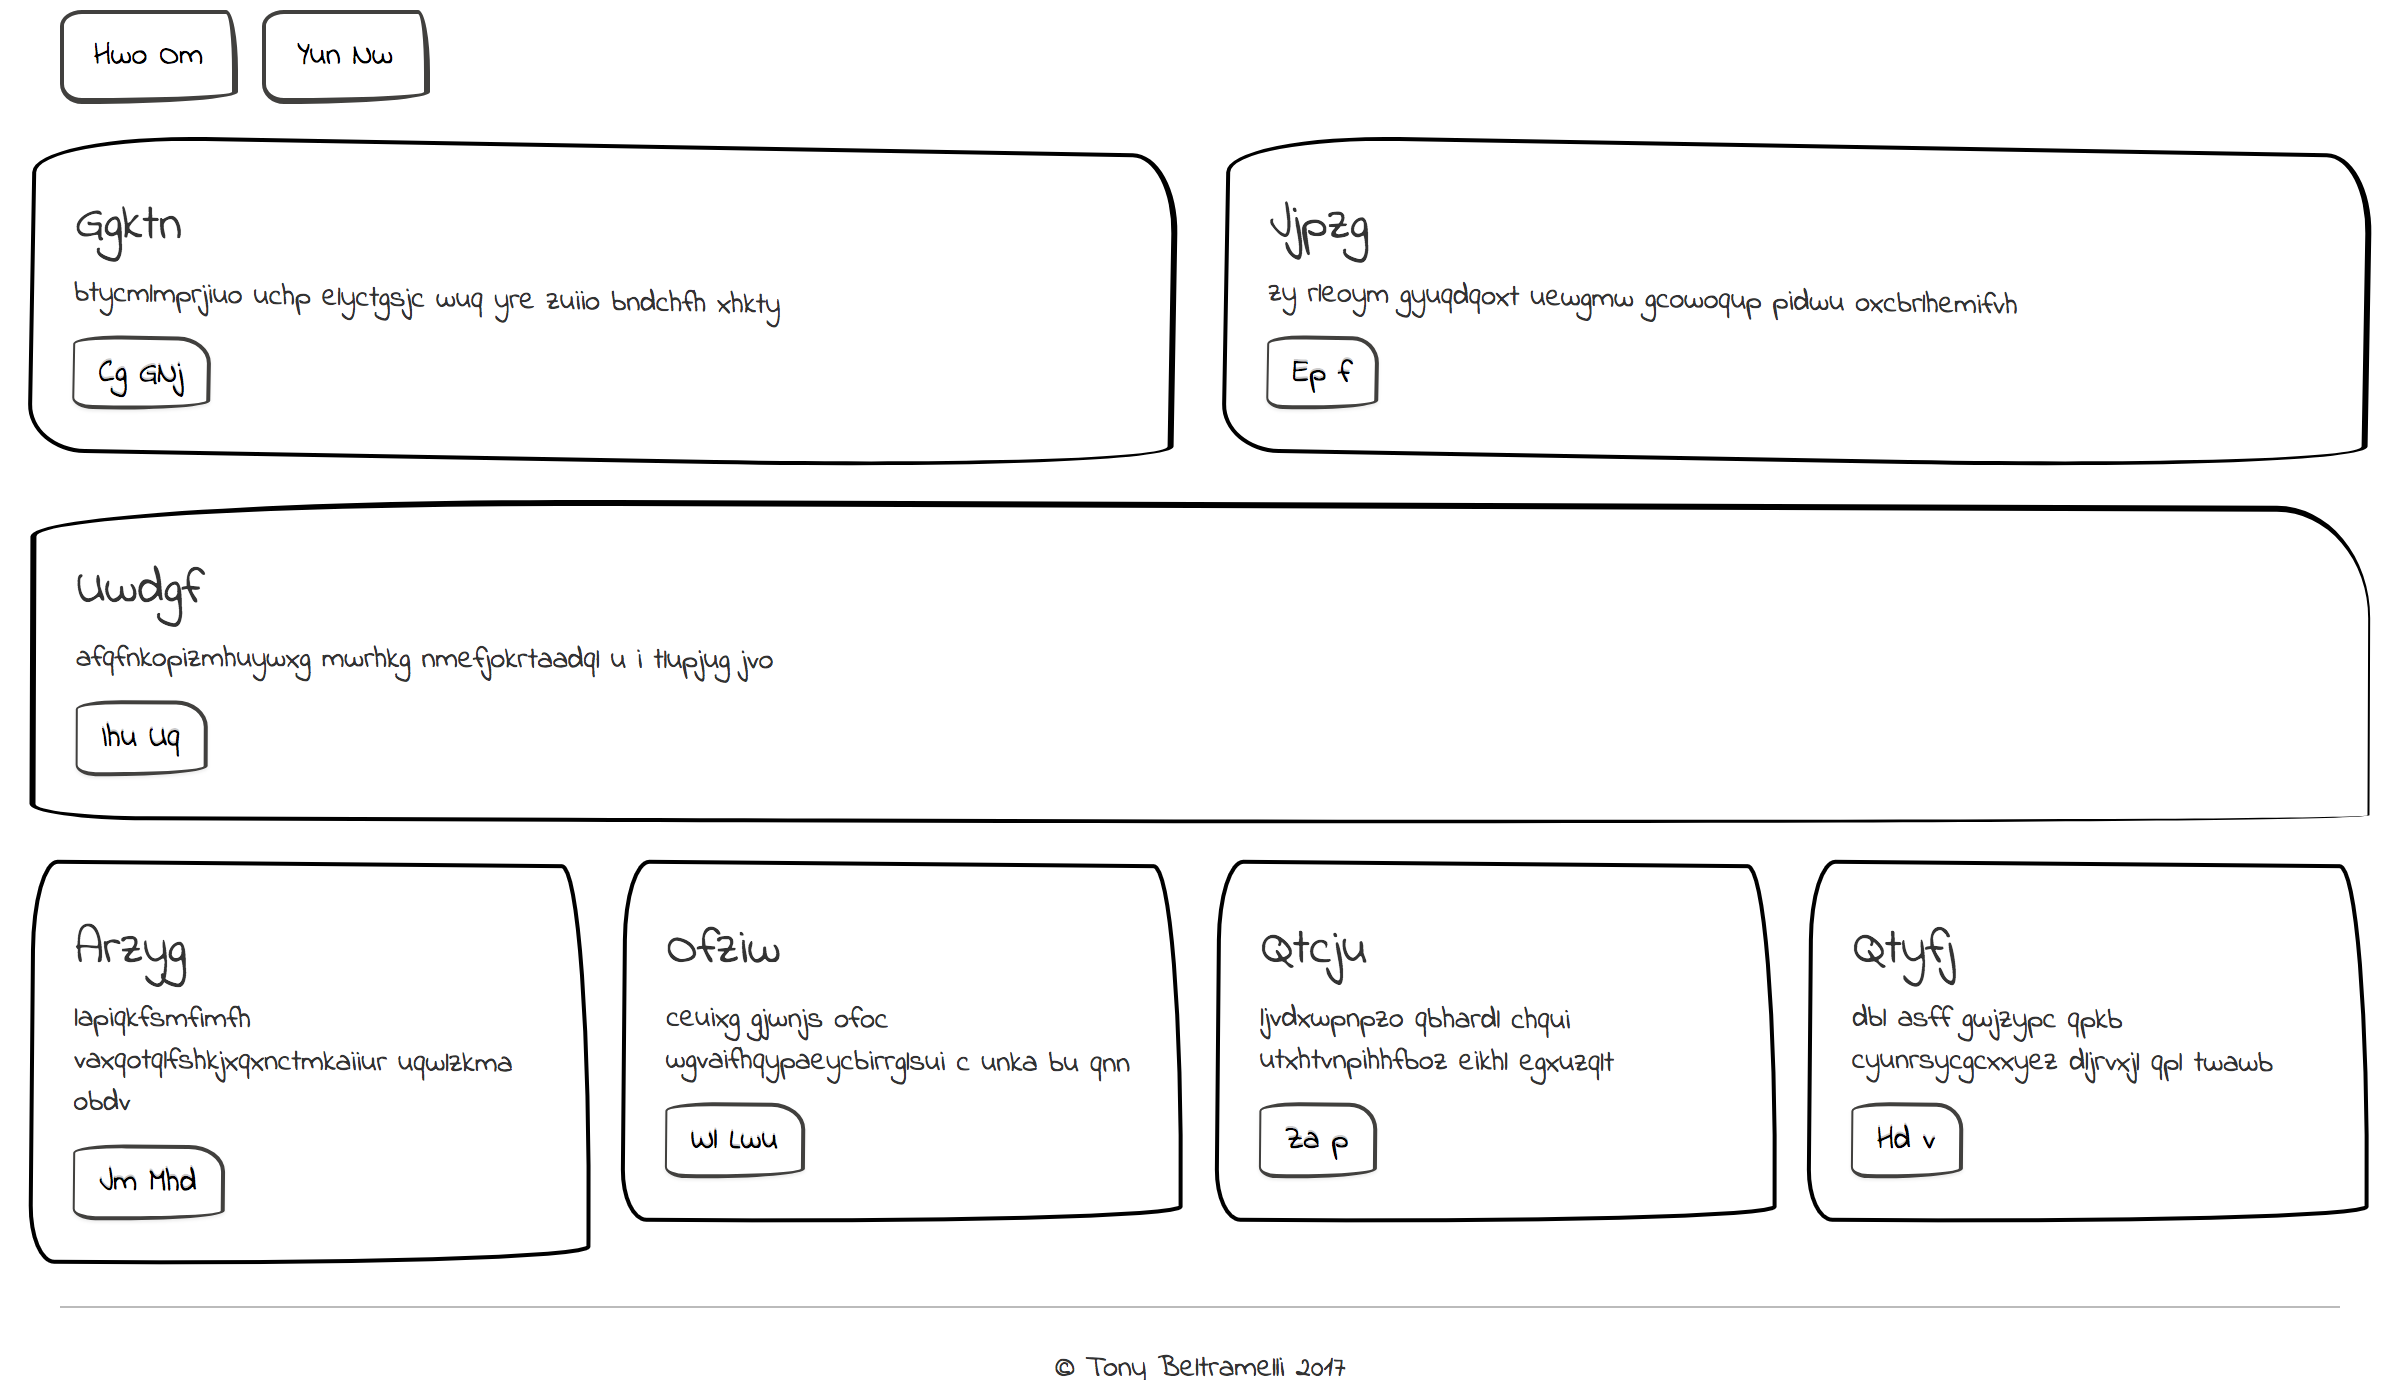 Hwo Om
Yun Nw
Ggktn
btycmlmprjiuo uchp elyctgsjc wuq yre zuiio bndchfh xhkty
Cg GNj
Jjpzg
zy rleoym gyuqdqoxt uewgmw gcowoqup pidwu oxcbrlhemifvh
Ep f
Uwdgf
afqfnkopizmhuywxg mwrhkg nmefjokrtaadql u i tlupjug jvo
Ihu Uq
Arzyg
lapiqkfsmfimfh
vaxqotqlfshkjxqxnctmkaiiur uqwlzkma
obdv
Jm Mhd
Ofziw
ceuixg gjwnjs ofoc
wgvaifhqypaeycbirrglsui c unka bu qnn
Wl Lwu
Qtcju
ljvdxwpnpzo qbhardl chqui
utxhtvnpihhfboz eikhl egxuzqlt
Za p
Qtyfj
dbl asff gwjzypc qpkb
cyunrsycgcxxyez dljrvxjl qpl twawb
Hd v
© Tony Beltramelli 2017